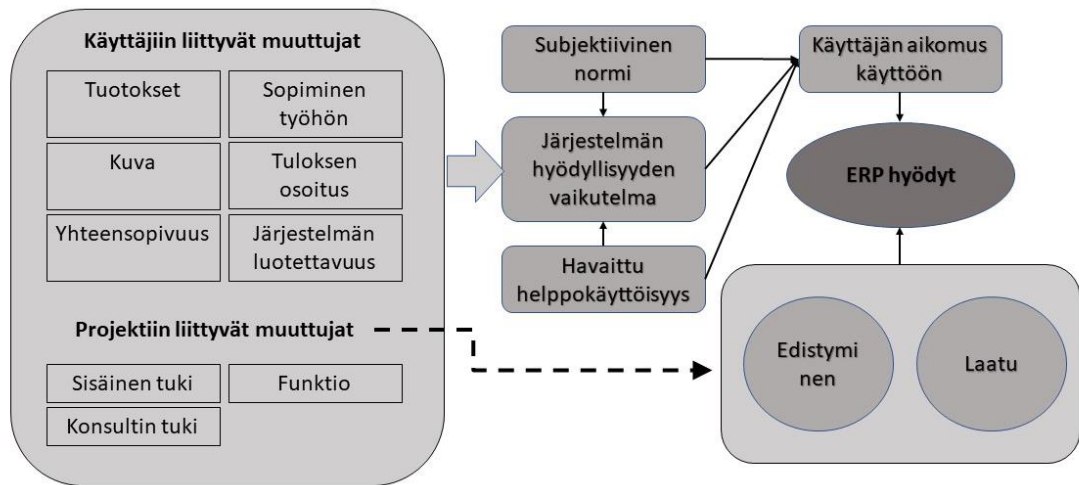 Käyttäjiin liittyvät muuttujat
Tuotokset
Sopiminen
työhön
Kuva
Tuloksen
osoitus
Yhteensopivuus
Järjestelmän
luotettavuus
Projektiin liittyvät muuttujat
Sisäinen tuki
Funktio
Konsultin tuki
Subjektiivinen
normi
Järjestelmän
hyödyllisyyden
vaikutelma
Havaittu
helppokäyttöisyys
Käyttäjän aikomus
käyttöön
ERP hyödyt
Edistymi
nen
Laatu